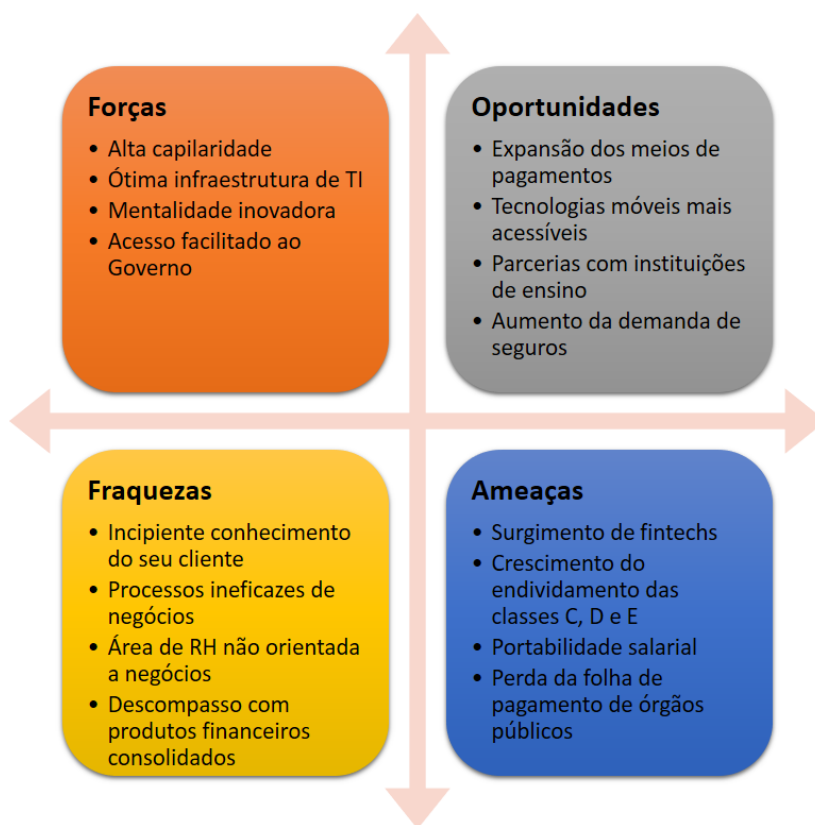 Forças
• Alta capilaridade
• Ótima infraestrutura de TI
• Mentalidade inovadora
• Acesso facilitado ao
Governo
Oportunidades
• Expansão dos meios de
pagamentos
• Tecnologias móveis mais
acessíveis
• Parcerias com instituições
de ensino
• Aumento da demanda de
seguros
Fraquezas
• Incipiente conhecimento
do seu cliente
• Processos ineficazes de
negócios
• Área de RH não orientada
a negócios
• Descompasso com
produtos financeiros
consolidados
Ameaças
• Surgimento de fintechs
• Crescimento do
endividamento das
classes C, D e E
• Portabilidade salarial
• Perda da folha de
pagamento de órgãos
públicos